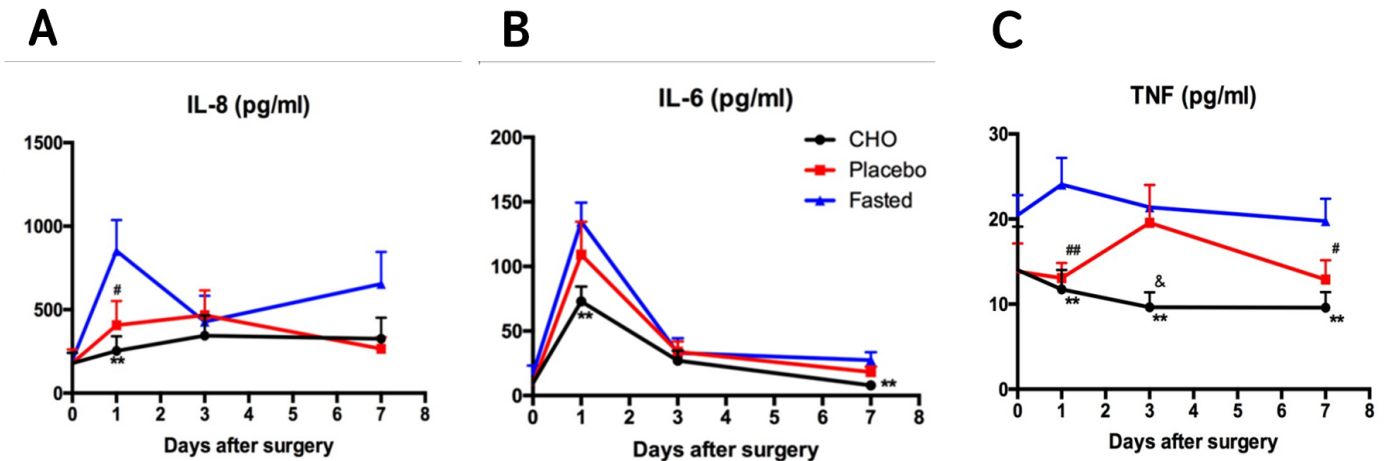 A
B
C
IL-8 (pg/ml)
1500
1000
500
0
#
**
0 1 2 3 4 5 6 7 8
Days after surgery
IL-6 (pg/ml)
200
150
100
50
0
CHO
Placebo
Fasted
**
**
0 1 2 3 4 5 6 7 8
Days after surgery
TNF (pg/ml)
30
20
10
0
##
**
&
**
#
**
0 1 2 3 4 5 6 7 8
Days after surgery